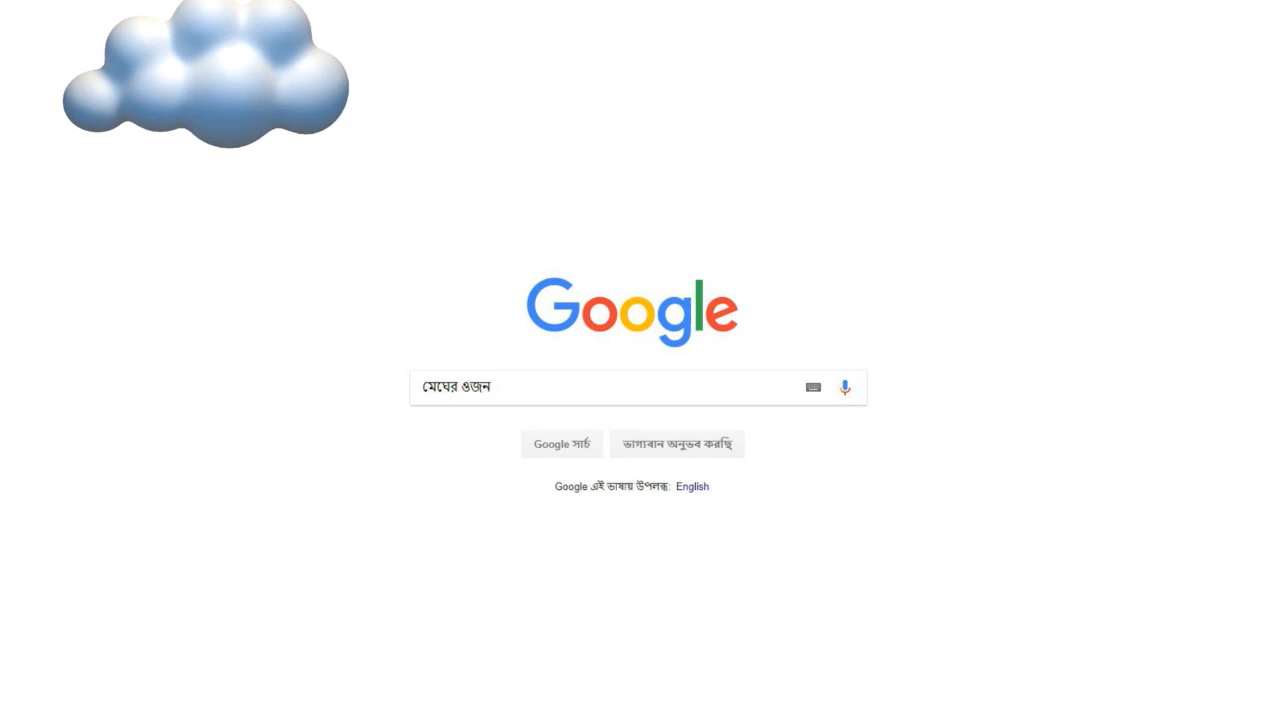 Google
মেঘের ওজন
Google সার্চ
ভাগ্যবান অনুভব করছি
Google এই ভাষায় উপলব্ধ: English